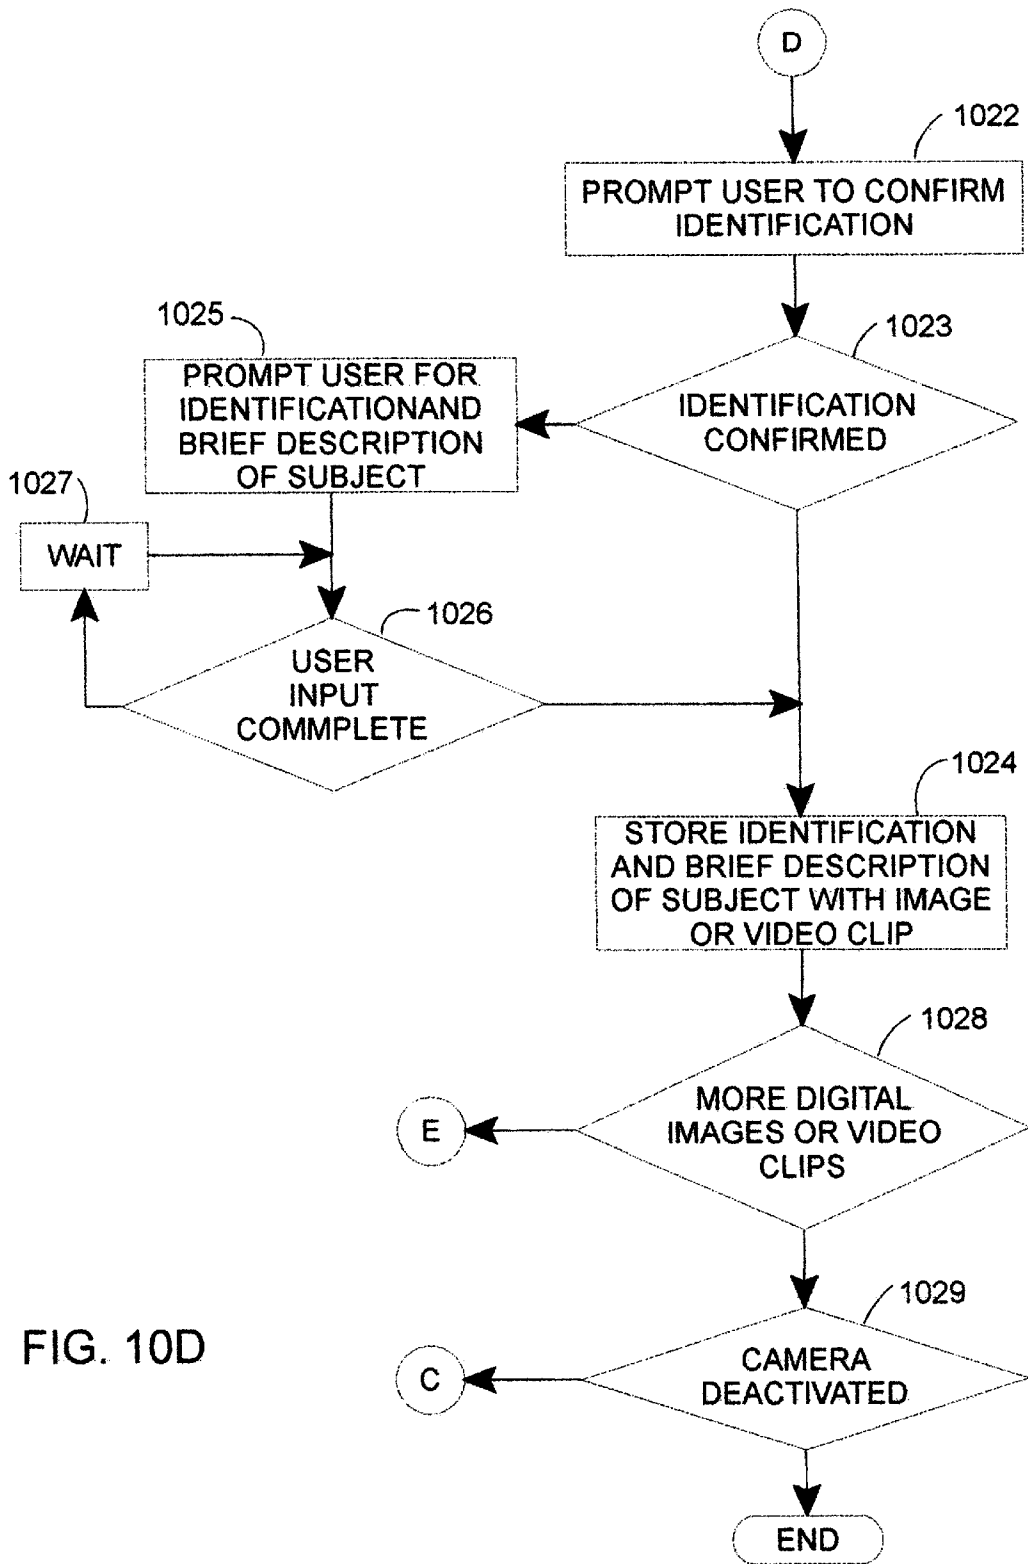 D
1022
PROMPT USER TO CONFIRM
IDENTIFICATION
1023
IDENTIFICATION
CONFIRMED
1025
PROMPT USER FOR
IDENTIFICATIONAND
BRIEF DESCRIPTION
OF SUBJECT
1027
WAIT
1026
USER
INPUT
COMMPLETE
1024
STORE IDENTIFICATION
AND BRIEF DESCRIPTION
OF SUBJECT WITH IMAGE
OR VIDEO CLIP
1028
MORE DIGITAL
IMAGES OR VIDEO
CLIPS
E
1029
CAMERA
DEACTIVATED
C
FIG. 10D
END